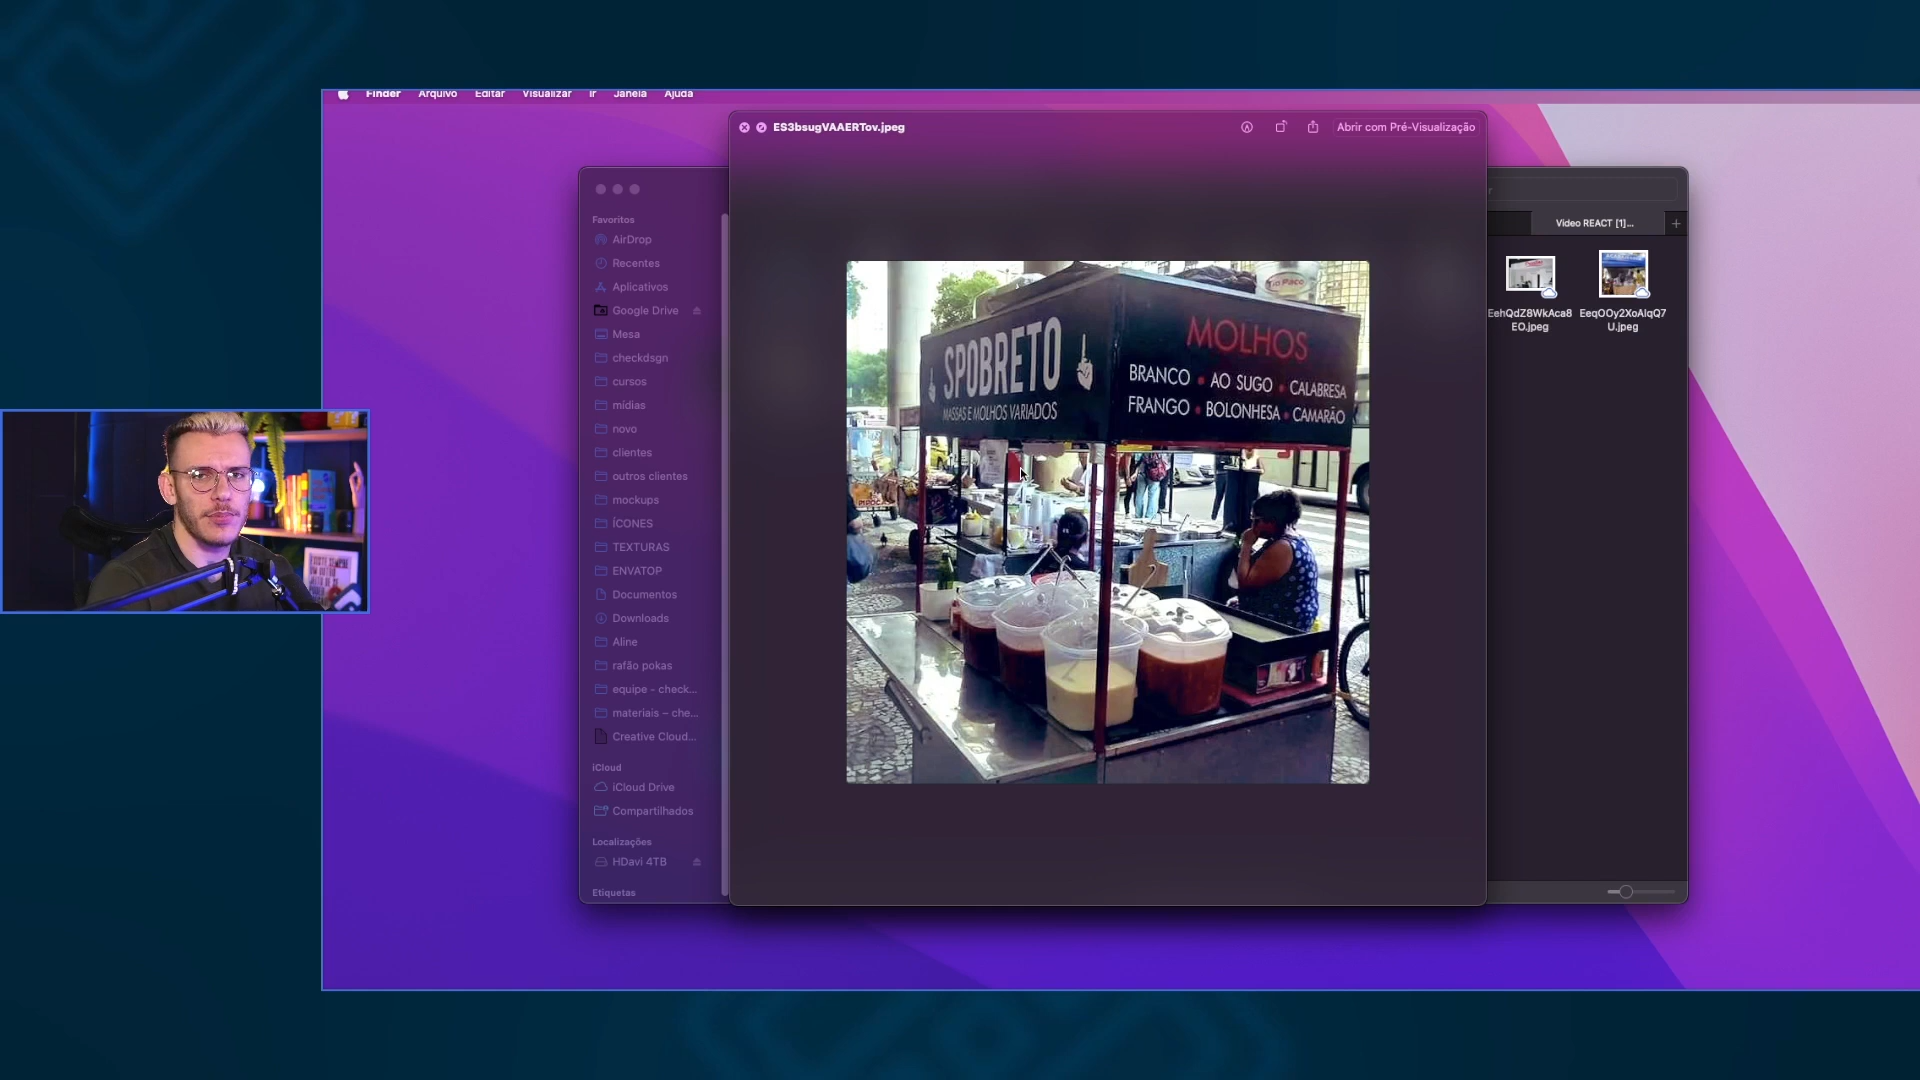 Finder Arquivo Editar Visualizar Ir Janela Ajuda
ES3bsugVAAERTov.jpeg
Abrir com Pré-Visualização
Favoritos
AirDrop
Recentes
Aplicativos
Google Drive
Mesa
checkdsgn
cursos
mídias
novo
clientes
outros clientes
mockups
ÍCONES
TEXTURAS
ENVATOP
Documentos
Downloads
Aline
rafão pokas
equipe - check...
materiais – che...
Creative Cloud...
iCloud
iCloud Drive
Compartilhados
Localizações
HDavi 4TB
Etiquetas
SPOBRETO
MASSAS E MOLHOS VARIADOS
MOLHOS
BRANCO • AO SUGO • CALABRESA
FRANGO • BOLONHESA • CAMARÃO
Video REACT [1]...
EehQdZ8WkAca8
EO.jpeg
EeqOOy2XoAIqQ7
U.jpeg